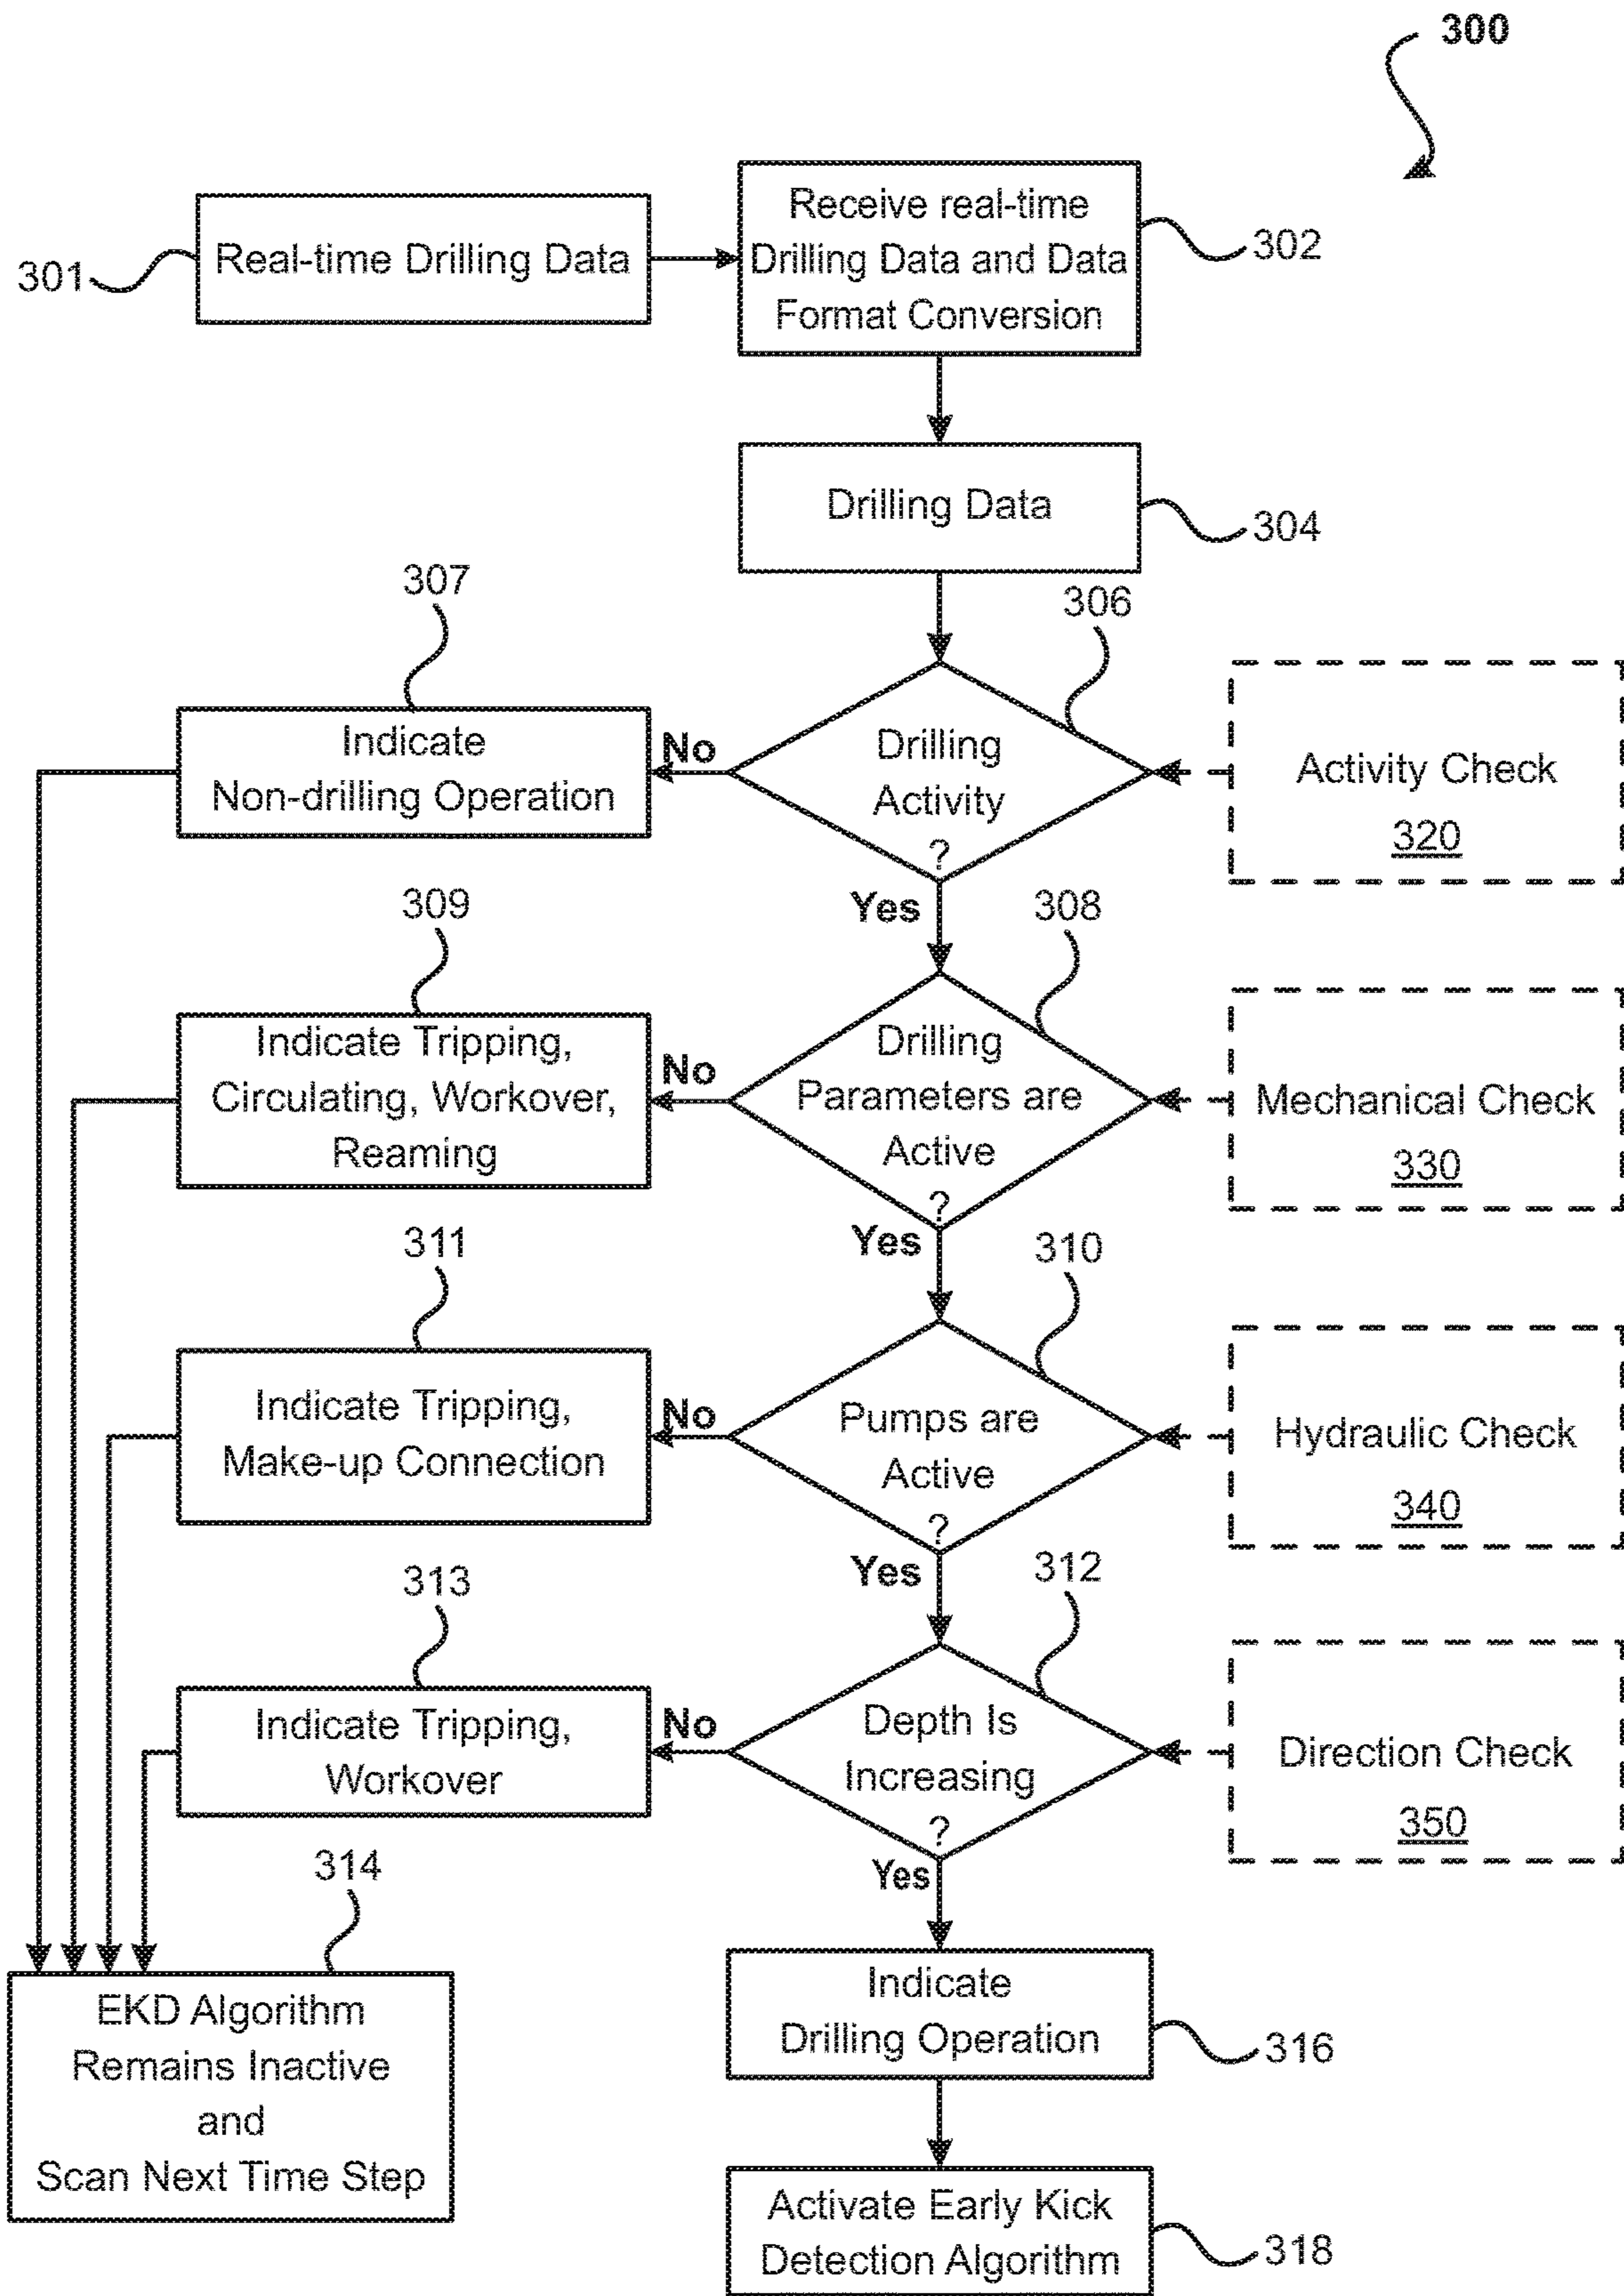 300
Real-time Drilling Data
301
Receive real-time
Drilling Data and Data
Format Conversion
302
Drilling Data
304
307
306
Indicate
Non-drilling Operation
No
Drilling
Activity
?
Activity Check
320
Yes
309
308
Indicate Tripping,
Circulating, Workover,
Reaming
No
Drilling
Parameters are
Active
?
Mechanical Check
330
Yes
311
310
Indicate Tripping,
Make-up Connection
No
Pumps are
Active
?
Hydraulic Check
340
Yes
313
312
Indicate Tripping,
Workover
No
Depth Is
Increasing
?
Direction Check
350
Yes
314
EKD Algorithm
Remains Inactive
and
Scan Next Time Step
Indicate
Drilling Operation
316
Activate Early Kick
Detection Algorithm
318